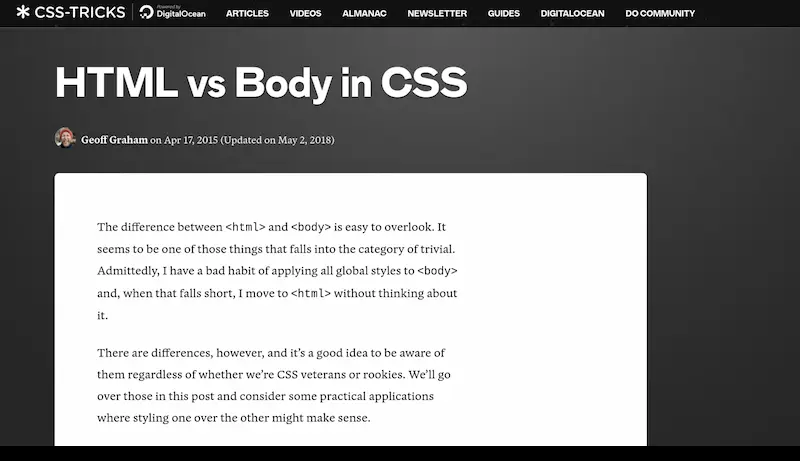 CSS-TRICKS Powered by DigitalOcean ARTICLES VIDEOS ALMANAC NEWSLETTER GUIDES DIGITALOCEAN DO COMMUNITY
HTML vs Body in CSS
Geoff Graham on Apr 17, 2015 (Updated on May 2, 2018)
The difference between <html> and <body> is easy to overlook. It
seems to be one of those things that falls into the category of trivial.
Admittedly, I have a bad habit of applying all global styles to <body>
and, when that falls short, I move to <html> without thinking about
it.
There are differences, however, and it’s a good idea to be aware of
them regardless of whether we’re CSS veterans or rookies. We’ll go
over those in this post and consider some practical applications
where styling one over the other might make sense.